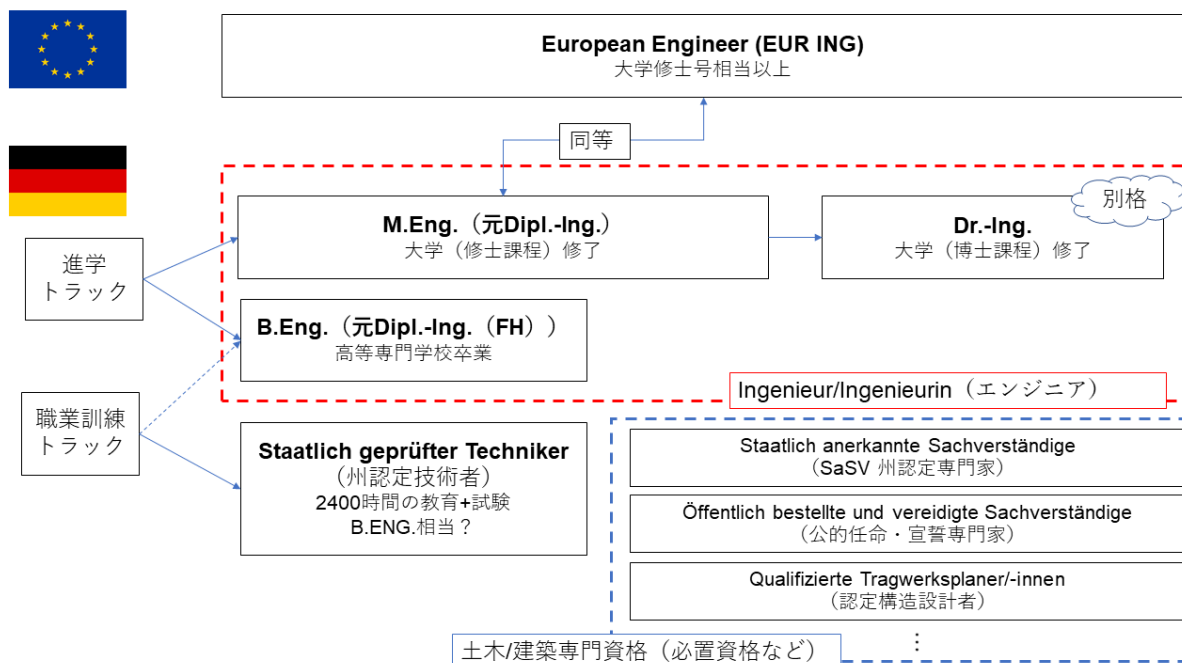 European Engineer (EUR ING)
大学修士号相当以上
同等
別格
M.Eng.（元Dipl.-Ing.）
大学（修士課程）修了
Dr.-Ing.
大学（博士課程）修了
進学
トラック
B.Eng.（元Dipl.-Ing.（FH））
高等専門学校卒業
Ingenieur/Ingenieurin（エンジニア）
職業訓練
トラック
Staatlich geprüfter Techniker
（州認定技術者）
2400時間の教育+試験
B.ENG.相当？
Staatlich anerkannte Sachverständige
（SaSV 州認定専門家）
Öffentlich bestellte und vereidigte Sachverständige
（公的任命・宣誓専門家）
Qualifizierte Tragwerksplaner/-innen
（認定構造設計者）
⋮
土木/建築専門資格（必置資格など）